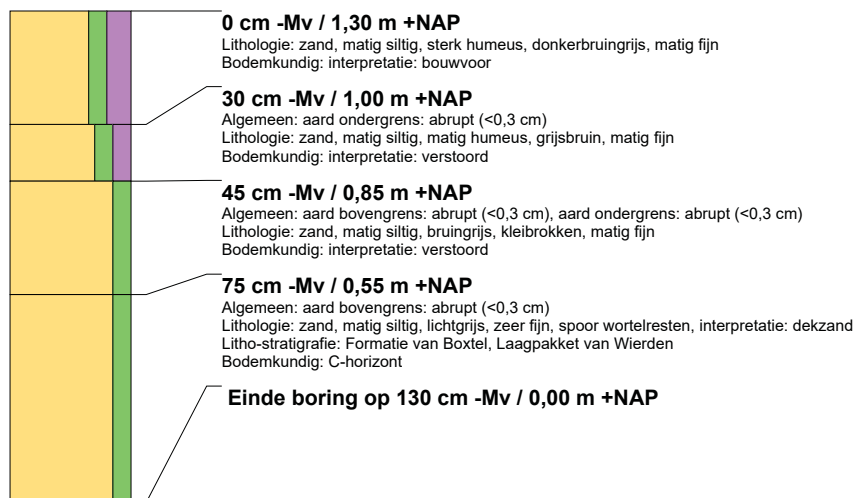 0 cm -Mv / 1,30 m +NAP
Lithologie: zand, matig siltig, sterk humeus, donkerbruingrijs, matig fijn
Bodemkundig: interpretatie: bouwvoor
30 cm -Mv / 1,00 m +NAP
Algemeen: aard ondergrens: abrupt (<0,3 cm)
Lithologie: zand, matig siltig, matig humeus, grijsbruin, matig fijn
Bodemkundig: interpretatie: verstoord
45 cm -Mv / 0,85 m +NAP
Algemeen: aard bovengrens: abrupt (<0,3 cm), aard ondergrens: abrupt (<0,3 cm)
Lithologie: zand, matig siltig, bruingrijs, kleibrokken, matig fijn
Bodemkundig: interpretatie: verstoord
75 cm -Mv / 0,55 m +NAP
Algemeen: aard bovengrens: abrupt (<0,3 cm)
Lithologie: zand, matig siltig, lichtgrijs, zeer fijn, spoor wortelresten, interpretatie: dekzand
Litho-stratigrafie: Formatie van Boxtel, Laagpakket van Wierden
Bodemkundig: C-horizont
Einde boring op 130 cm -Mv / 0,00 m +NAP